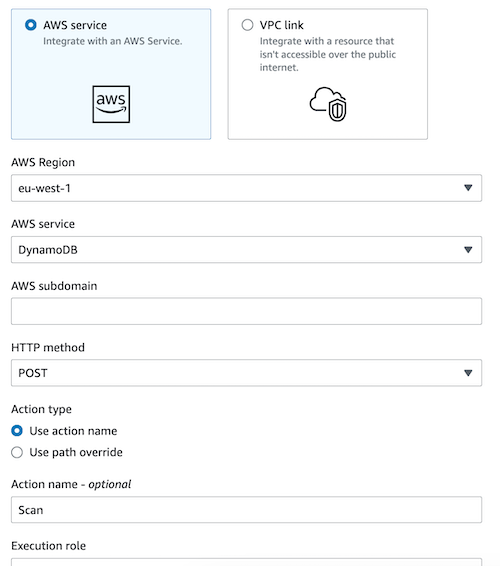 AWS service
Integrate with an AWS Service.
aws
VPC link
Integrate with a resource that
isn't accessible over the public
internet.
AWS Region
eu-west-1
AWS service
DynamoDB
AWS subdomain
HTTP method
POST
Action type
Use action name
Use path override
Action name - optional
Scan
Execution role